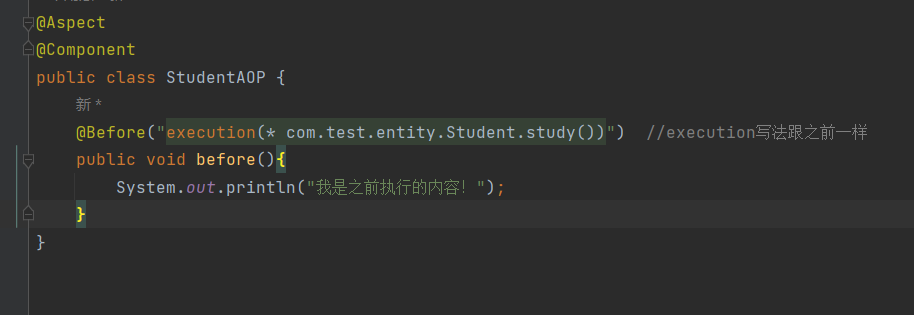 @Aspect
@Component
public class StudentAOP {
新 *
@Before("execution(* com.test.entity.Student.study())")  //execution写法跟之前一样
public void before(){
System.out.println("我是之前执行的内容！");
}
}